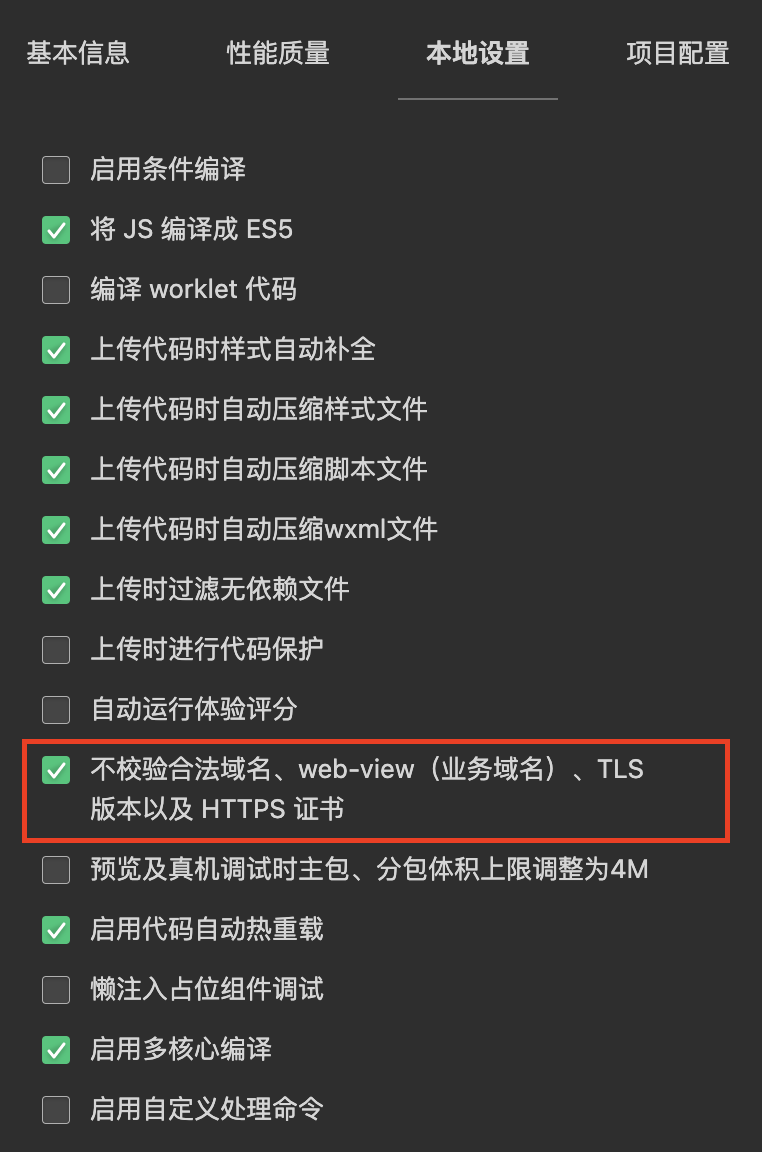 基本信息
性能质量
本地设置
项目配置
启用条件编译
将 JS 编译成 ES5
编译 worklet 代码
上传代码时样式自动补全
上传代码时自动压缩样式文件
上传代码时自动压缩脚本文件
上传代码时自动压缩wxml文件
上传时过滤无依赖文件
上传时进行代码保护
自动运行体验评分
不校验合法域名、web-view（业务域名）、TLS
版本以及 HTTPS 证书
预览及真机调试时主包、分包体积上限调整为4M
启用代码自动热重载
懒注入占位组件调试
启用多核心编译
启用自定义处理命令